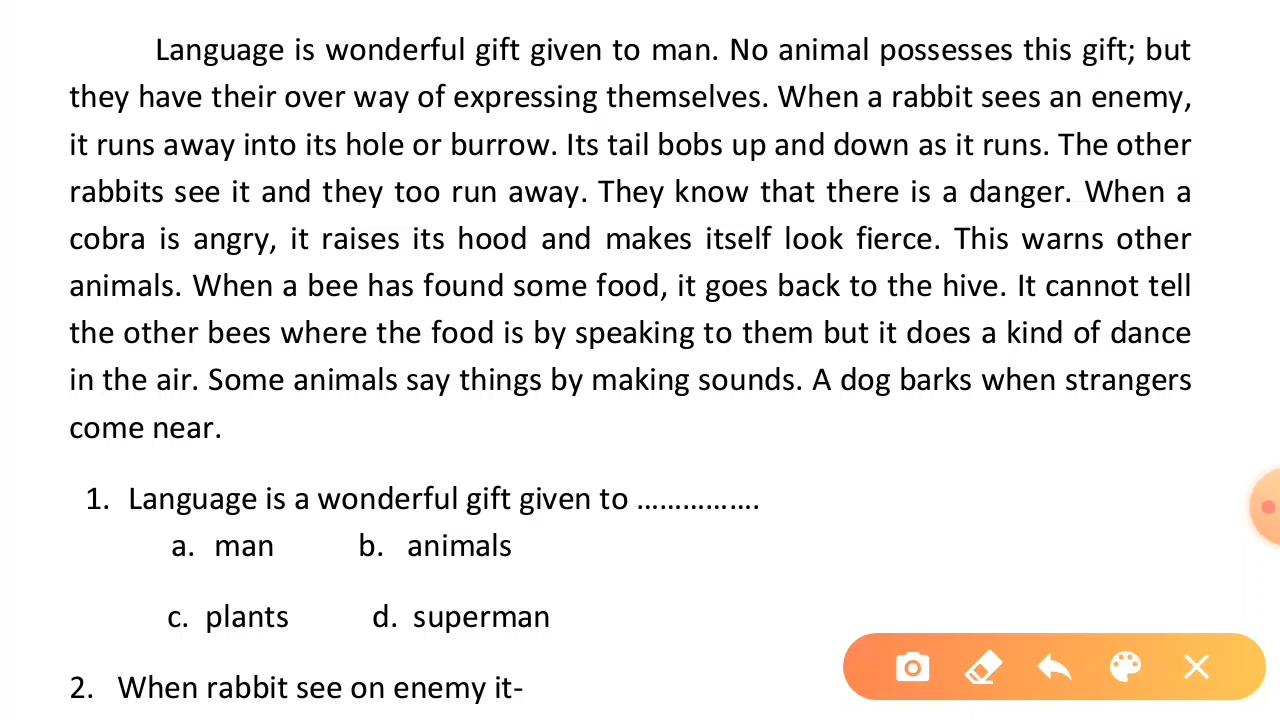 Language is wonderful gift given to man. No animal possesses this gift; but
they have their over way of expressing themselves. When a rabbit sees an enemy,
it runs away into its hole or burrow. Its tail bobs up and down as it runs. The other
rabbits see it and they too run away. They know that there is a danger. When a
cobra is angry, it raises its hood and makes itself look fierce. This warns other
animals. When a bee has found some food, it goes back to the hive. It cannot tell
the other bees where the food is by speaking to them but it does a kind of dance
in the air. Some animals say things by making sounds. A dog barks when strangers
come near.
1. Language is a wonderful gift given to …………….
a. man b. animals
c. plants d. superman
2. When rabbit see on enemy it-